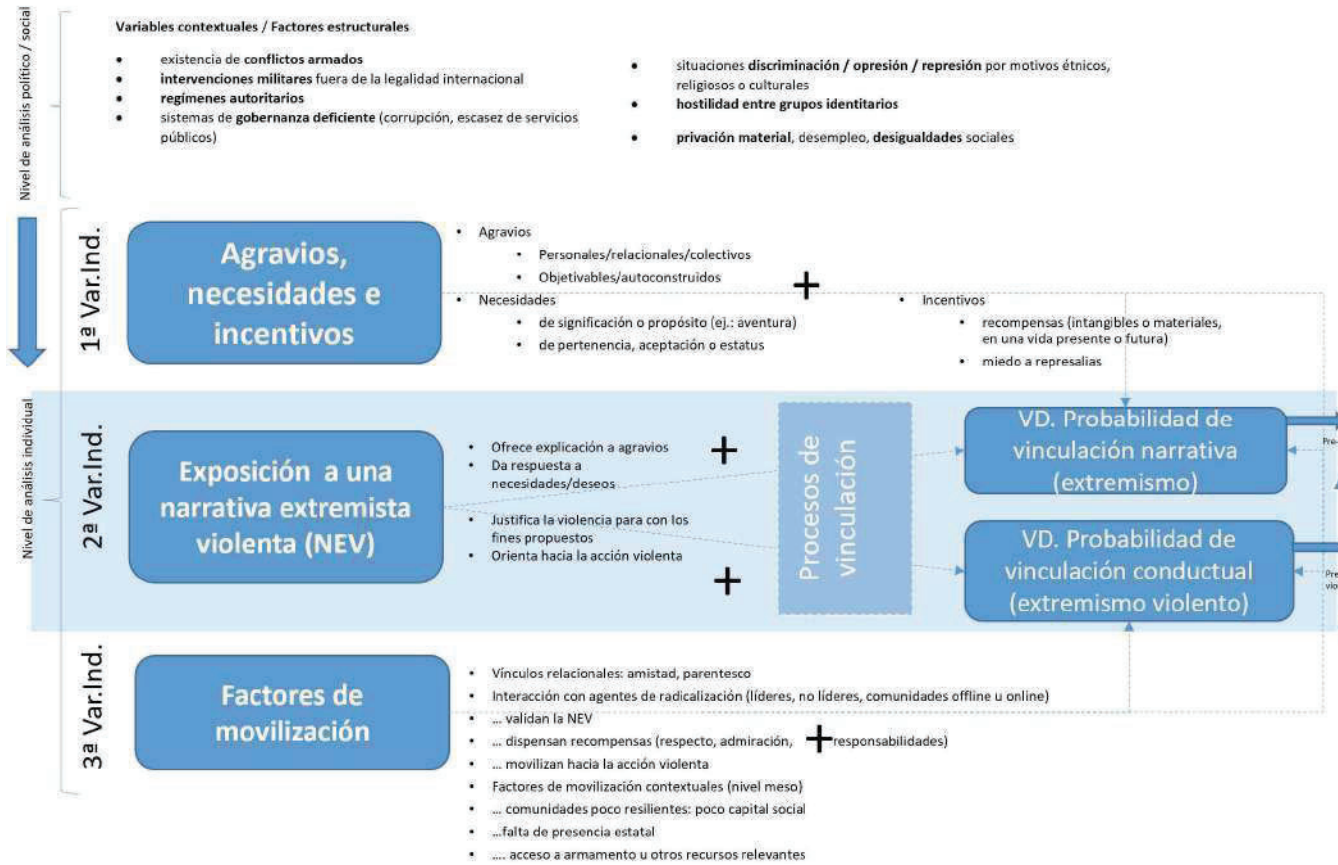 Nivel de análisis político / social
Variables contextuales / Factores estructurales
• existencia de conflictos armados
• intervenciones militares fuera de la legalidad internacional
• regímenes autoritarios
• sistemas de gobernanza deficiente (corrupción, escasez de servicios
públicos)
• situaciones discriminación / opresión / represión por motivos étnicos,
religiosos o culturales
• hostilidad entre grupos identitarios
• privación material, desempleo, desigualdades sociales
Nivel de análisis individual
1ª Var.Ind.
Agravios,
necesidades e
incentivos
• Agravios
• Personales/relacionales/colectivos
• Objetivables/autoconstruidos
• Necesidades
• de significación o propósito (ej.: aventura)
• de pertenencia, aceptación o estatus
+
• Incentivos
• recompensas (intangibles o materiales,
en una vida presente o futura)
• miedo a represalias
2ª Var.Ind.
Exposición a una
narrativa extremista
violenta (NEV)
• Ofrece explicación a agravios
• Da respuesta a
necesidades/deseos
• Justifica la violencia para con los
fines propuestos
• Orienta hacia la acción violenta
+
+
Procesos de
vinculación
VD. Probabilidad de
vinculación narrativa
(extremismo)
VD. Probabilidad de
vinculación conductual
(extremismo violento)
3ª Var.Ind.
Factores de
movilización
• Vínculos relacionales: amistad, parentesco
• Interacción con agentes de radicalización (líderes, no líderes, comunidades offline u online)
• ... validan la NEV
• ... dispensan recompensas (respecto, admiración, + responsabilidades)
• ... movilizan hacia la acción violenta
• Factores de movilización contextuales (nivel meso)
• ... comunidades poco resilientes: poco capital social
• ...falta de presencia estatal
• .... acceso a armamento u otros recursos relevantes